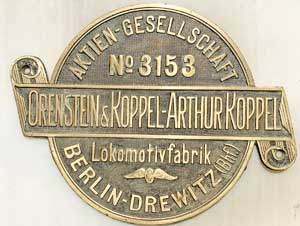 AKTIEN-GESELLSCHAFT
No 3153
ORENSTEIN & KOPPEL-ARTHUR KOPPEL
Lokomotivfabrik
BERLIN-DREWITZ (Bhf)